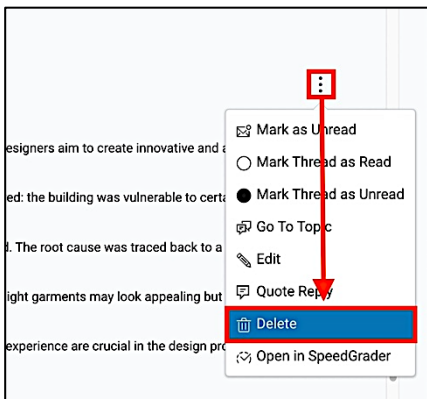 Mark as Unread
esigners aim to create innovative and a
Mark Thread as Read
ed: the building was vulnerable to certa
Mark Thread as Unread
Go To Topic
. The root cause was traced back to a
Edit
Quote Reply
ight garments may look appealing but
Delete
experience are crucial in the design pro
Open in SpeedGrader